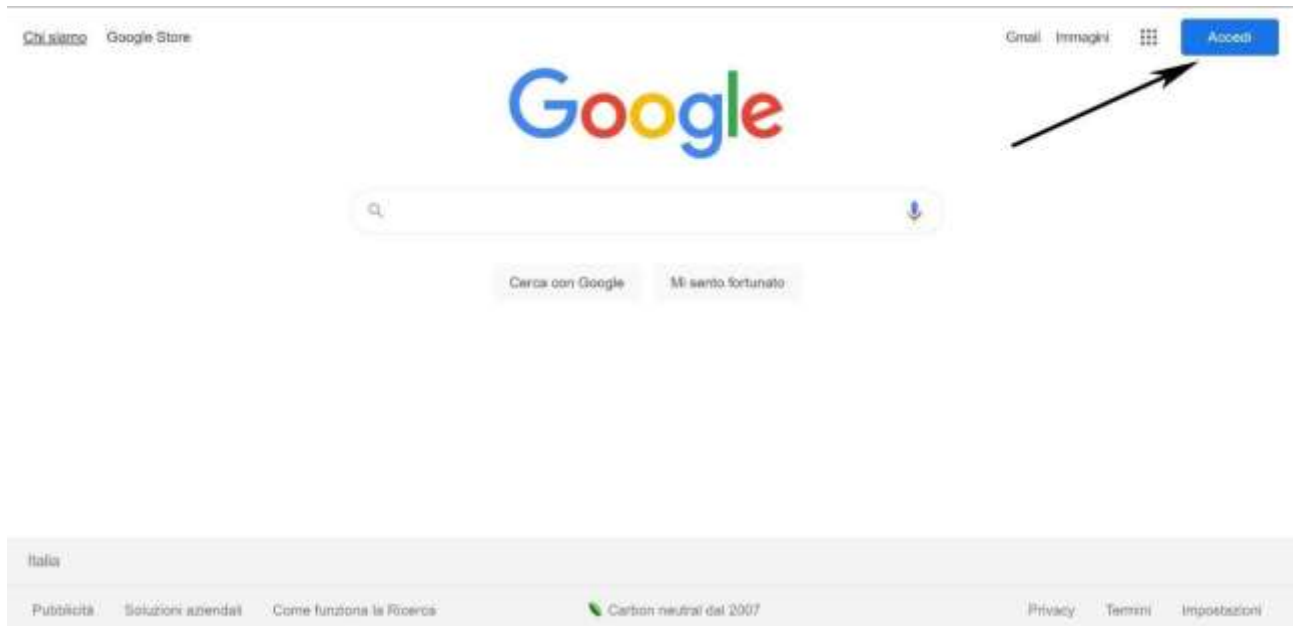 Chi siamo Google Store Gmail Immagini Accedi
Google
Cerca con Google Mi sento fortunato
Italia
Pubblicità Soluzioni aziendali Come funziona la Ricerca Carbon neutral dal 2007 Privacy Termini Impostazioni